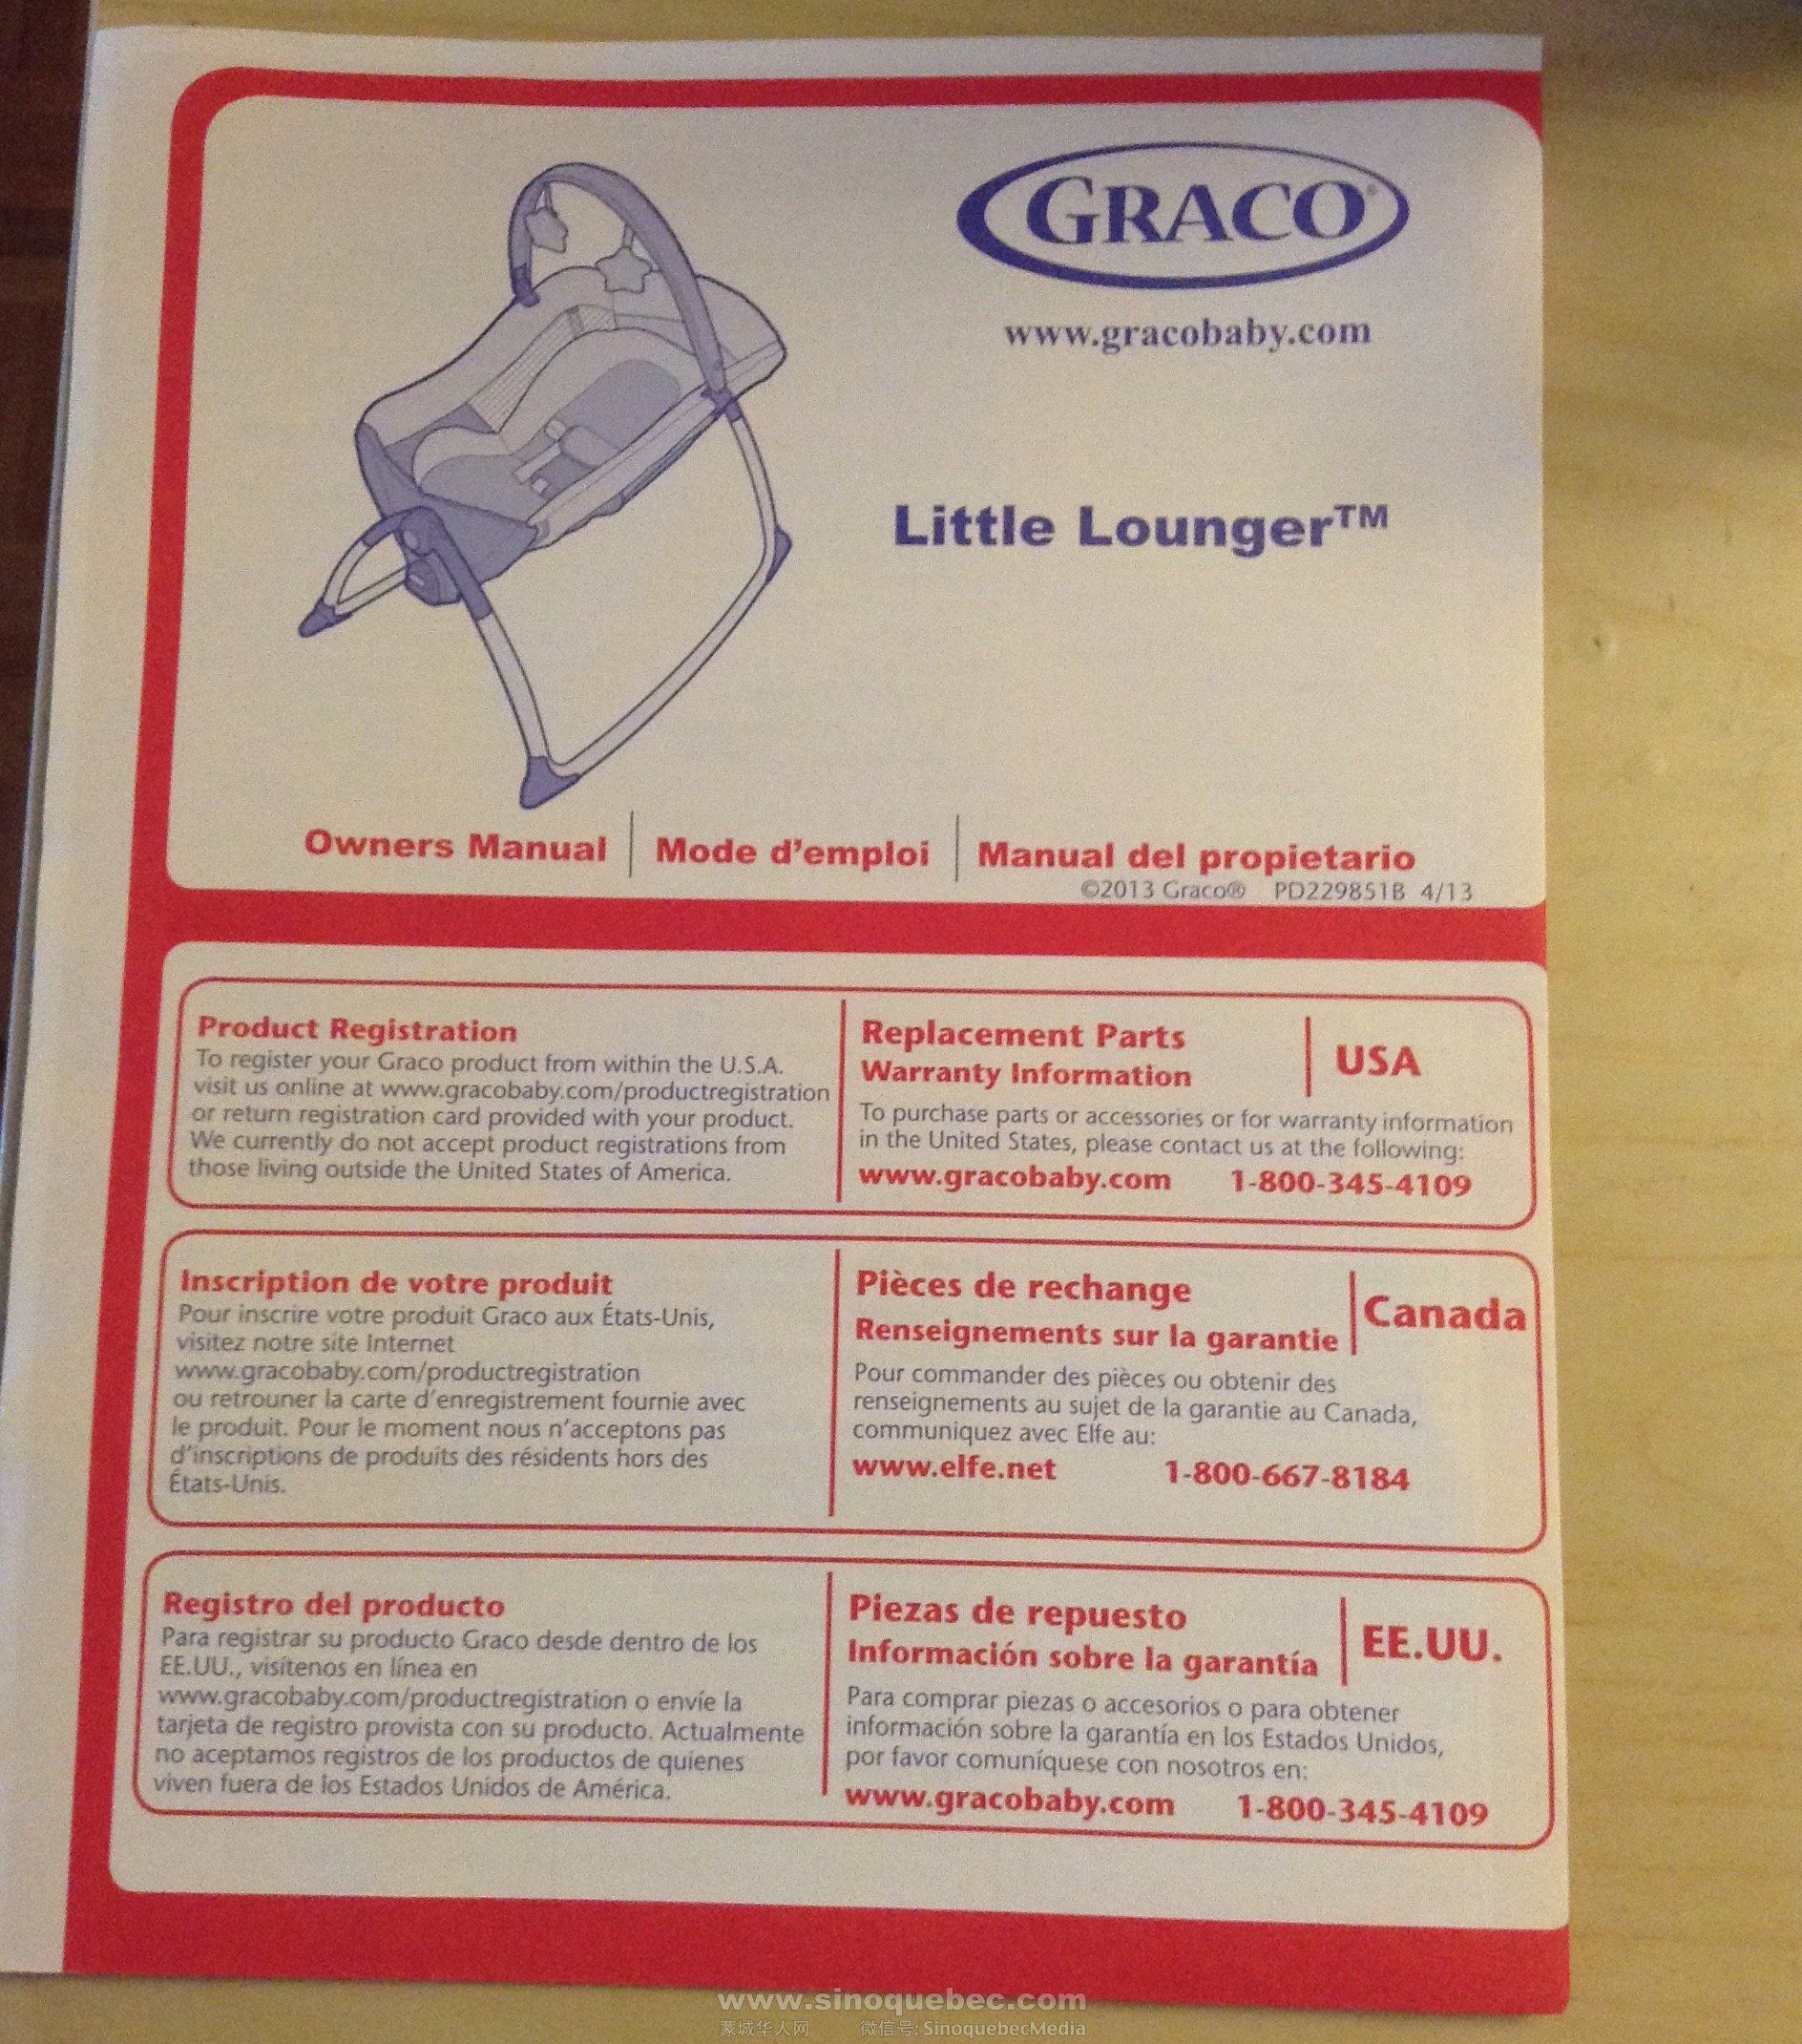 GRACO®
www.gracobaby.com
Little Lounger™
Owners Manual | Mode d'emploi | Manual del propietario
©2013 Graco® PD229851B 4/13
Product Registration
To register your Graco product from within the U.S.A.
visit us online at www.gracobaby.com/productregistration
or return registration card provided with your product.
We currently do not accept product registrations from
those living outside the United States of America.
Replacement Parts
Warranty Information
USA
To purchase parts or accessories or for warranty information
in the United States, please contact us at the following:
www.gracobaby.com 1-800-345-4109
Inscription de votre produit
Pour inscrire votre produit Graco aux États-Unis,
visitez notre site Internet
www.gracobaby.com/productregistration
ou retrouner la carte d'enregistrement fournie avec
le produit. Pour le moment nous n'acceptons pas
d'inscriptions de produits des résidents hors des
États-Unis.
Pièces de rechange
Renseignements sur la garantie
Canada
Pour commander des pièces ou obtenir des
renseignements au sujet de la garantie au Canada,
communiquez avec Elfe au:
www.elfe.net 1-800-667-8184
Registro del producto
Para registrar su producto Graco desde dentro de los
EE.UU., visítenos en línea en
www.gracobaby.com/productregistration o envíe la
tarjeta de registro provista con su producto. Actualmente
no aceptamos registros de los productos de quienes
viven fuera de los Estados Unidos de América.
Piezas de repuesto
Información sobre la garantía
EE.UU.
Para comprar piezas o accesorios o para obtener
información sobre la garantía en los Estados Unidos,
por favor comuníquese con nosotros en:
www.gracobaby.com 1-800-345-4109
www.sinoquebec.com
蒙城华人网 微信号: SinoquebecMedia